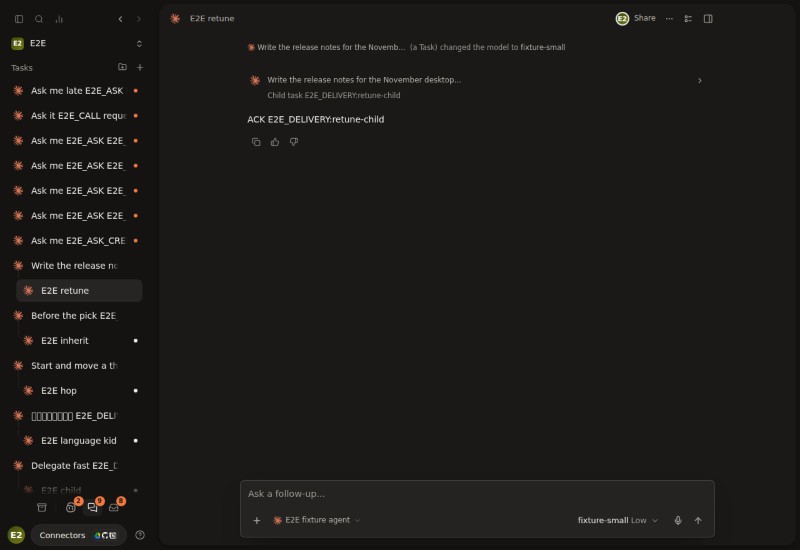 E2 E2E
Tasks
Ask me late E2E_ASK
Ask it E2E_CALL reque
Ask me E2E_ASK E2E_
Ask me E2E_ASK E2E_
Ask me E2E_ASK E2E_
Ask me E2E_ASK E2E_
Ask me E2E_ASK_CRE
Write the release no
E2E retune
Before the pick E2E_
E2E inherit
Start and move a th
E2E hop
E2E_DELI
E2E language kid
Delegate fast E2E_D
E2E child
2 9 8
E2 Connectors
E2E retune
E2 Share
Write the release notes for the Novemb... (a Task) changed the model to fixture-small
Write the release notes for the November desktop...
Child task E2E_DELIVERY:retune-child
ACK E2E_DELIVERY:retune-child
Ask a follow-up...
E2E fixture agent
fixture-small Low